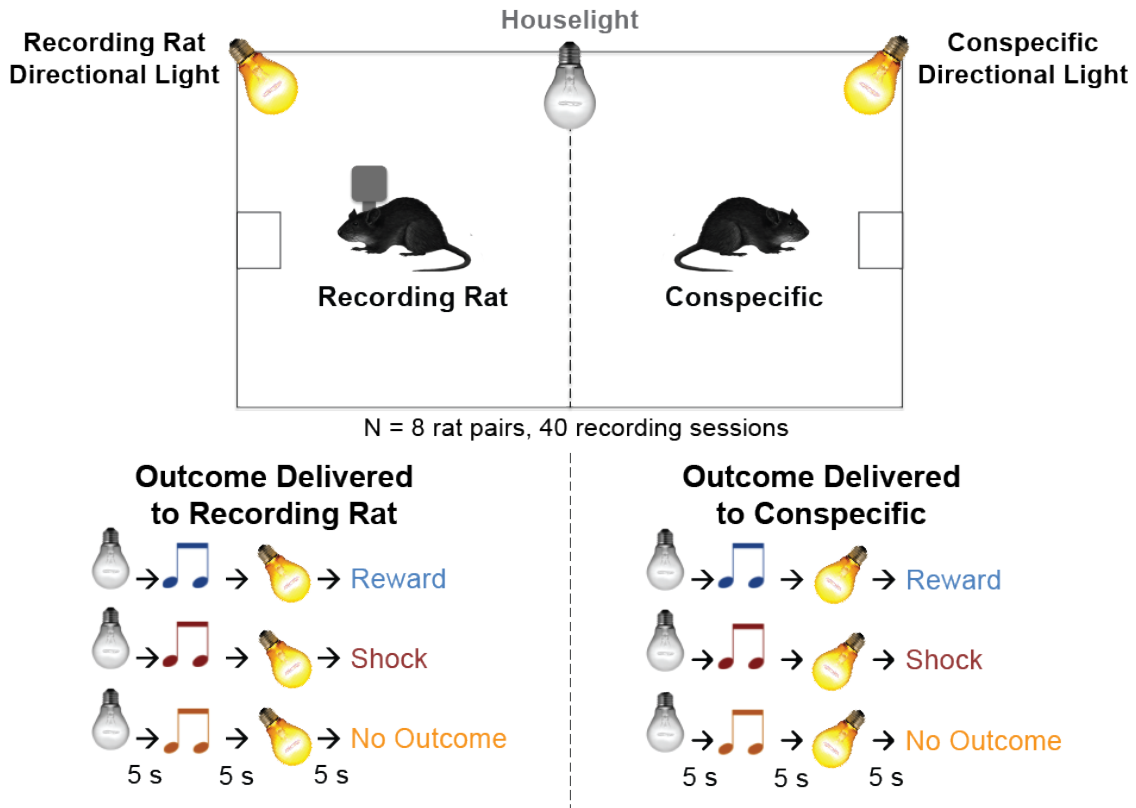 Houselight
Recording Rat
Directional Light
Conspecific
Directional Light
Recording Rat
Conspecific
N = 8 rat pairs, 40 recording sessions
Outcome Delivered
to Recording Rat
Reward
Shock
No Outcome
5 s
5 s
5 s
Outcome Delivered
to Conspecific
Reward
Shock
No Outcome
5 s
5 s
5 s